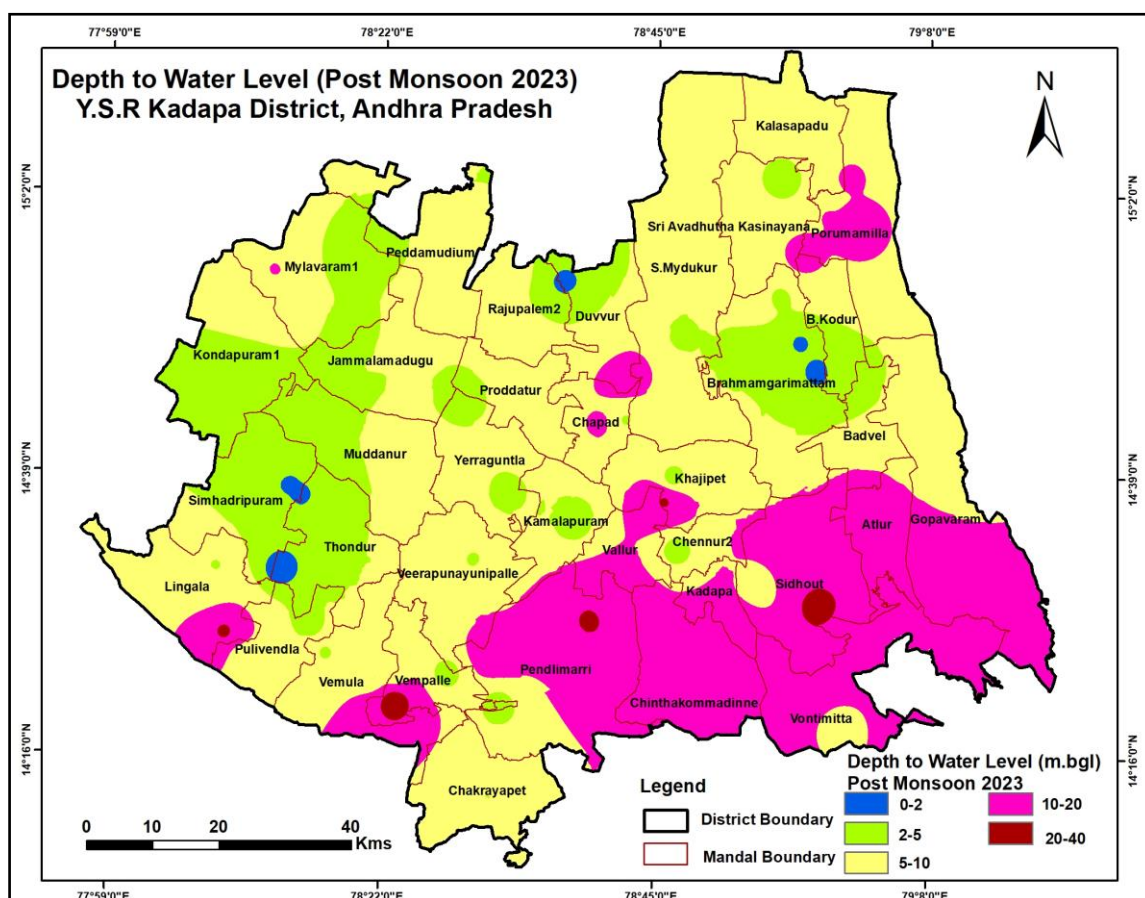 77°59'0"E 78°22'0"E 78°45'0"E 79°8'0"E
Depth to Water Level (Post Monsoon 2023)
Y.S.R Kadapa District, Andhra Pradesh
N
Kalasapadu
15°2'0"N
15°2'0"N
Sri Avadhutha Kasinayana
Porumamilla
Peddamudium
Mylavaram1
S.Mydukur
Rajupalem2
Duvvur
B.Kodur
Kondapuram1
Jammalamadugu
Proddatur
Brahmamgarimattam
Chapad
Badvel
Muddanur
Yerraguntla
14°39'0"N
14°39'0"N
Khajipet
Simhadripuram
Kamalapuram
Atlur
Gopavaram
Chennur2
Thondur
Vallur
Veerapunayunipalle
Lingala
Kadapa
Sidhout
Pulivendla
Pendlimarri
Vemula
Vempalle
Chinthakommadinne
Vontimitta
14°16'0"N
14°16'0"N
Chakrayapet
Legend
District Boundary
Mandal Boundary
Depth to Water Level (m.bgl)
Post Monsoon 2023
0-2
10-20
2-5
20-40
5-10
0 10 20 40
Kms
77°59'0"E 78°22'0"E 78°45'0"E 79°8'0"E